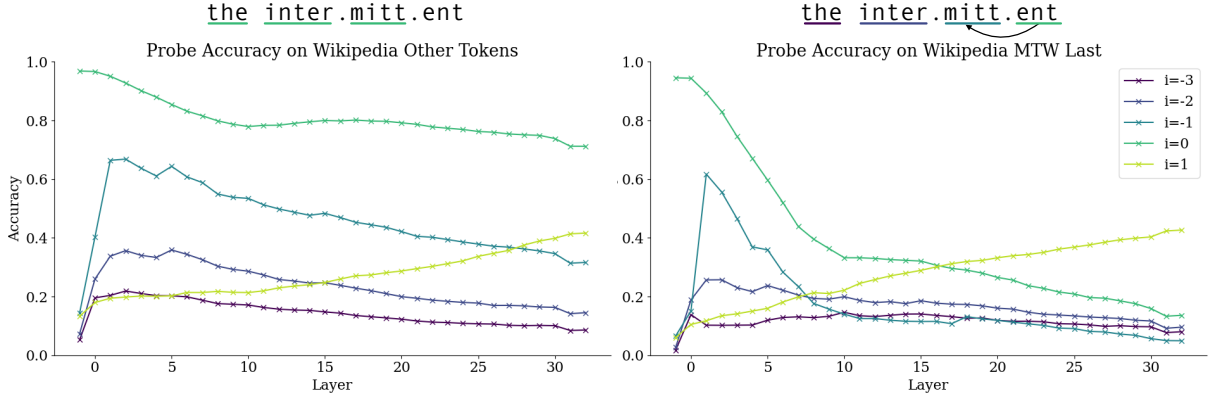 the inter.mitt.ent
Probe Accuracy on Wikipedia Other Tokens
1.0
0.8
0.6
0.4
0.2
0.0
Accuracy
0 5 10 15 20 25 30
Layer
the inter.mitt.ent
Probe Accuracy on Wikipedia MTW Last
1.0
0.8
0.6
0.4
0.2
0.0
0 5 10 15 20 25 30
Layer
i=-3
i=-2
i=-1
i=0
i=1